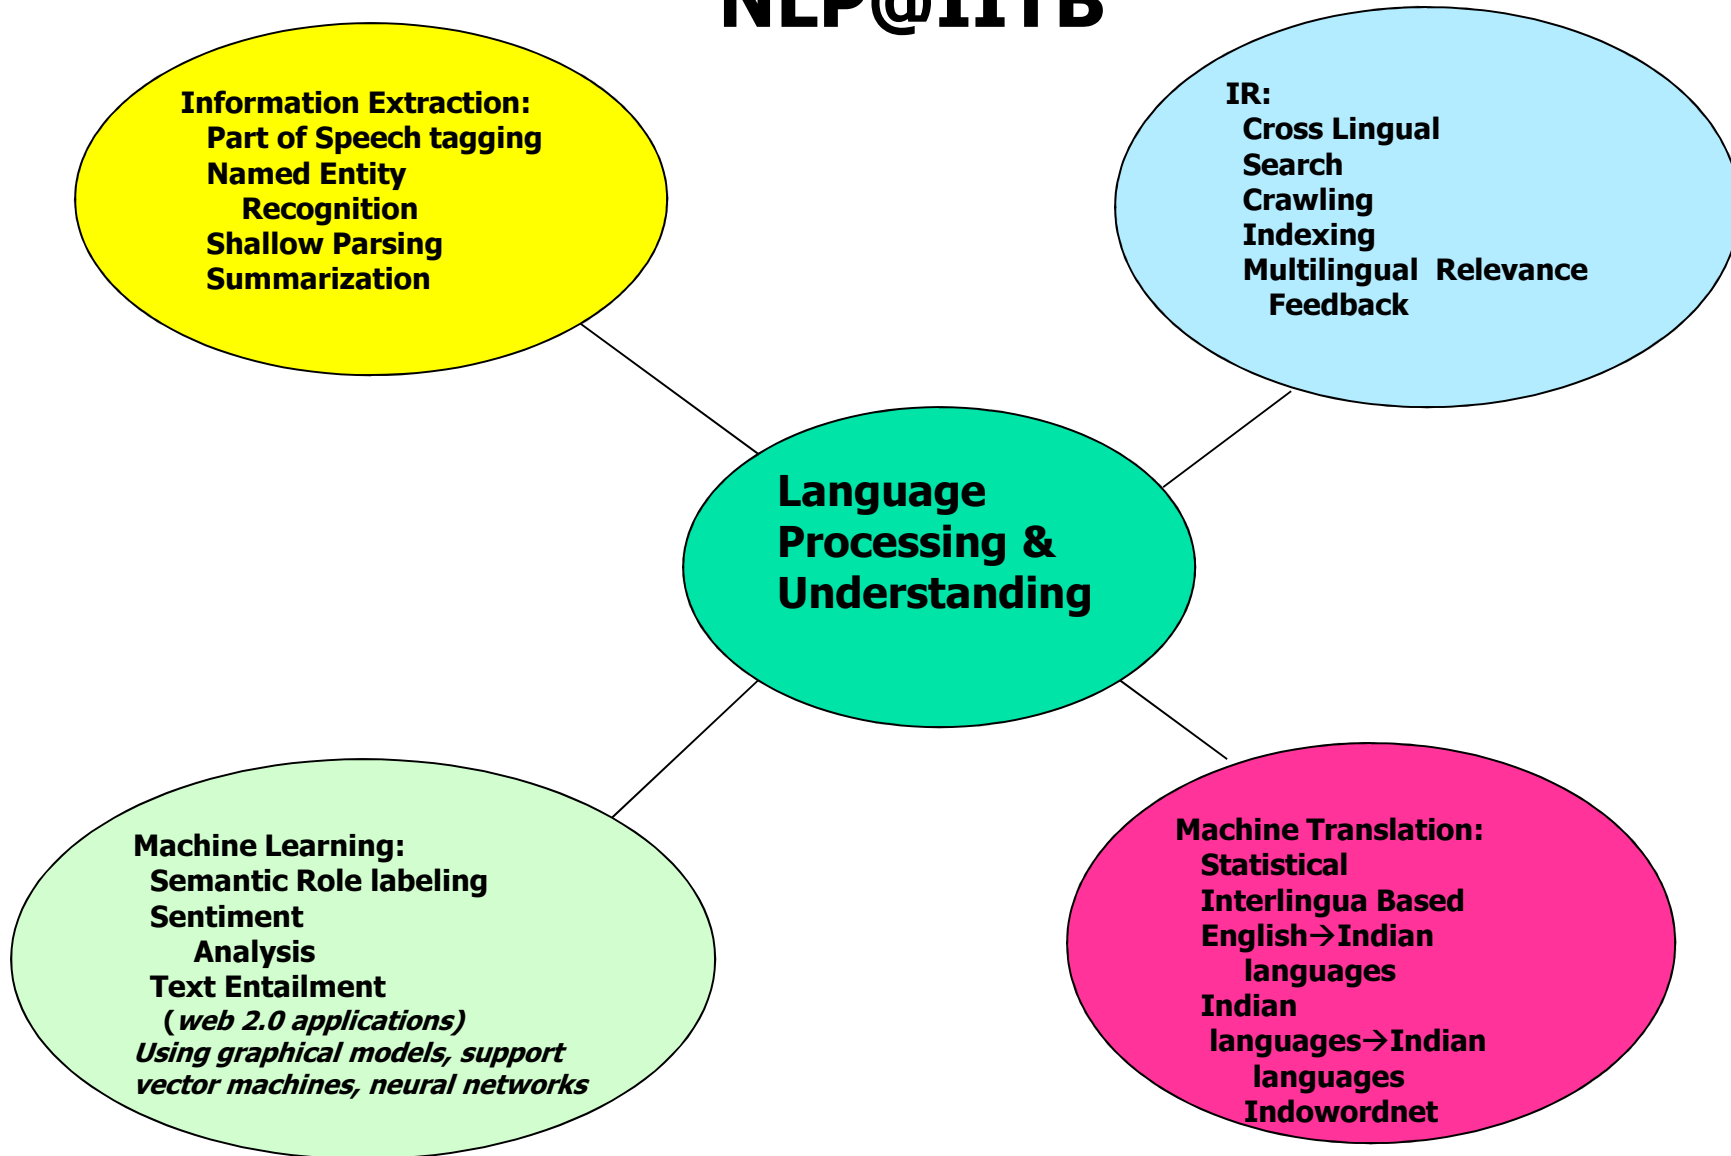 NLP@IITB
Information Extraction:
Part of Speech tagging
Named Entity
Recognition
Shallow Parsing
Summarization
IR:
Cross Lingual
Search
Crawling
Indexing
Multilingual Relevance
Feedback
Language
Processing &
Understanding
Machine Learning:
Semantic Role labeling
Sentiment
Analysis
Text Entailment
(web 2.0 applications)
Using graphical models, support
vector machines, neural networks
Machine Translation:
Statistical
Interlingua Based
English→Indian
languages
Indian
languages→Indian
languages
Indowordnet